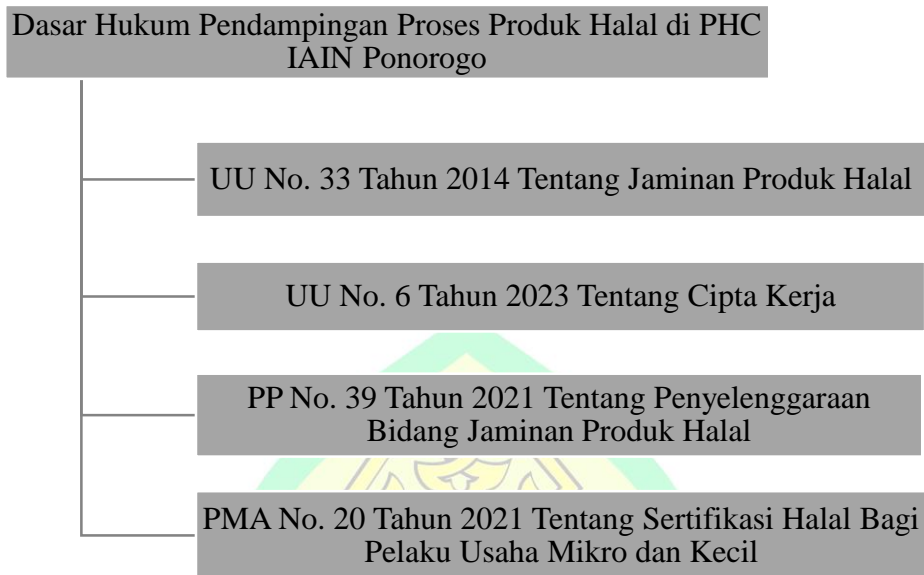 Dasar Hukum Pendampingan Proses Produk Halal di PHC
IAIN Ponorogo
UU No. 33 Tahun 2014 Tentang Jaminan Produk Halal
UU No. 6 Tahun 2023 Tentang Cipta Kerja
PP No. 39 Tahun 2021 Tentang Penyelenggaraan
Bidang Jaminan Produk Halal
PMA No. 20 Tahun 2021 Tentang Sertifikasi Halal Bagi
Pelaku Usaha Mikro dan Kecil